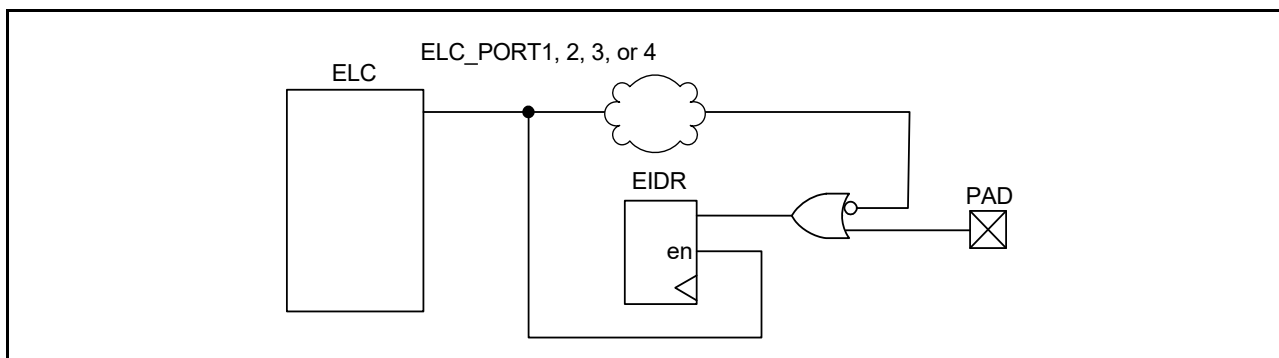 ELC_PORT1, 2, 3, or 4
ELC
EIDR
PAD
en